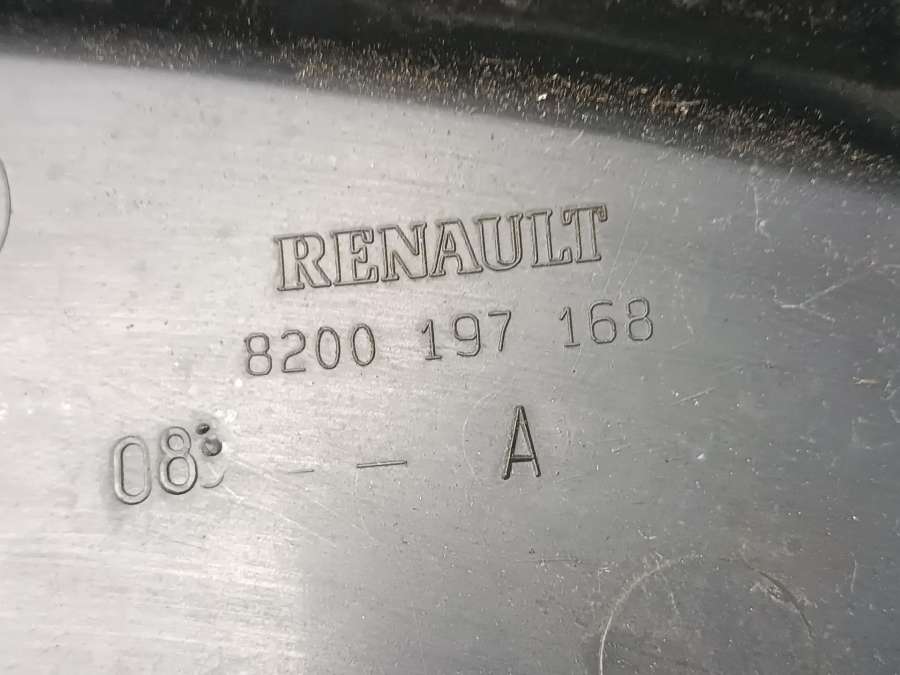 RENAULT
8200 197 168
08 – — A